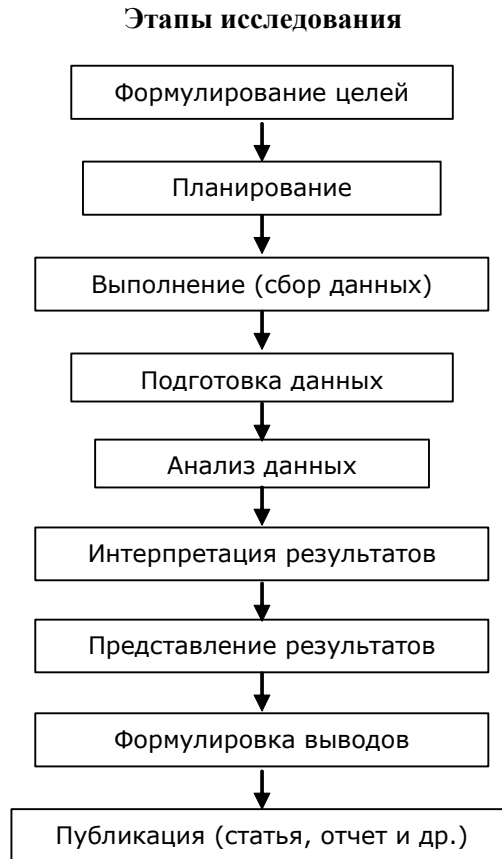 Этапы исследования
Формулирование целей
Планирование
Выполнение (сбор данных)
Подготовка данных
Анализ данных
Интерпретация результатов
Представление результатов
Формулировка выводов
Публикация (статья, отчет и др.)